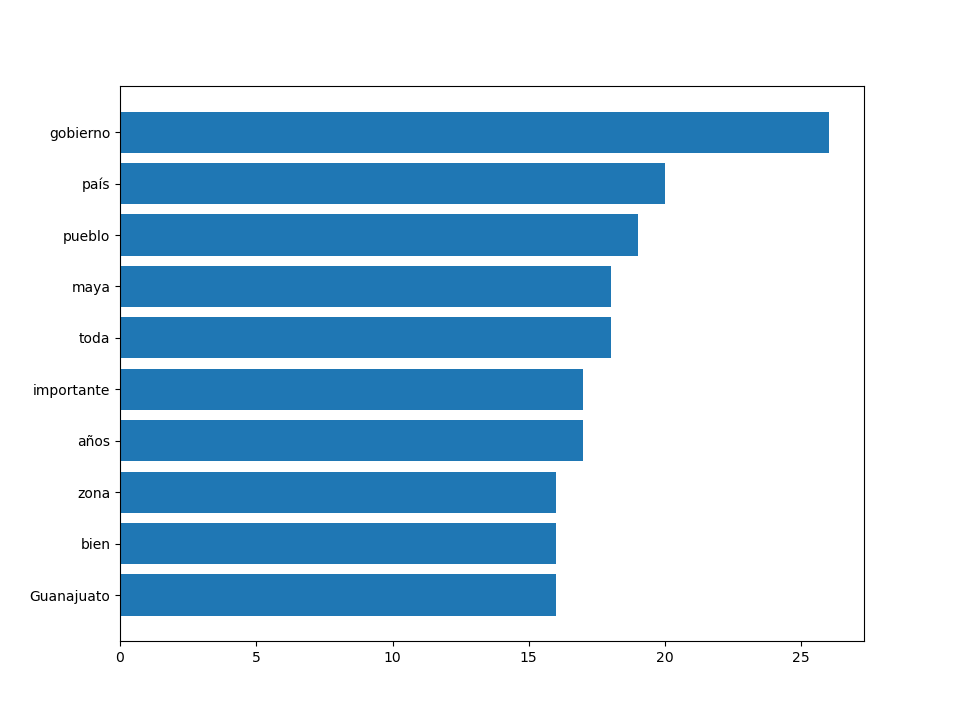 gobierno
país
pueblo
maya
toda
importante
años
zona
bien
Guanajuato
0 5 10 15 20 25